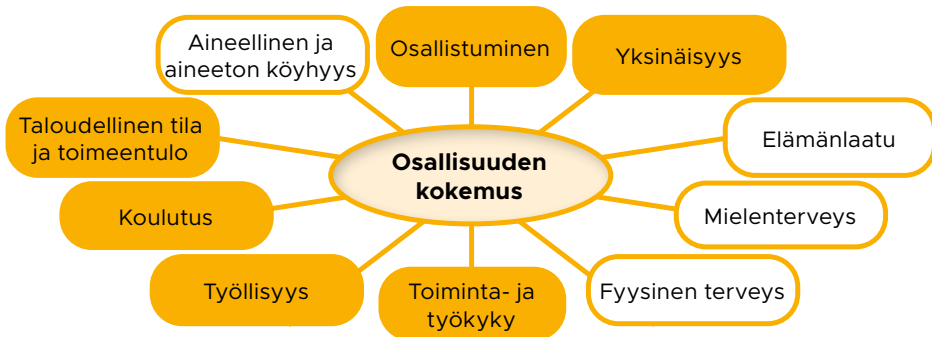 Aineellinen ja
aineeton köyhyys
Osallistuminen
Yksinäisyys
Taloudellinen tila
ja toimeentulo
Elämänlaatu
Osallisuuden
kokemus
Koulutus
Mielenterveys
Työllisyys
Toiminta- ja
työkyky
Fyysinen terveys